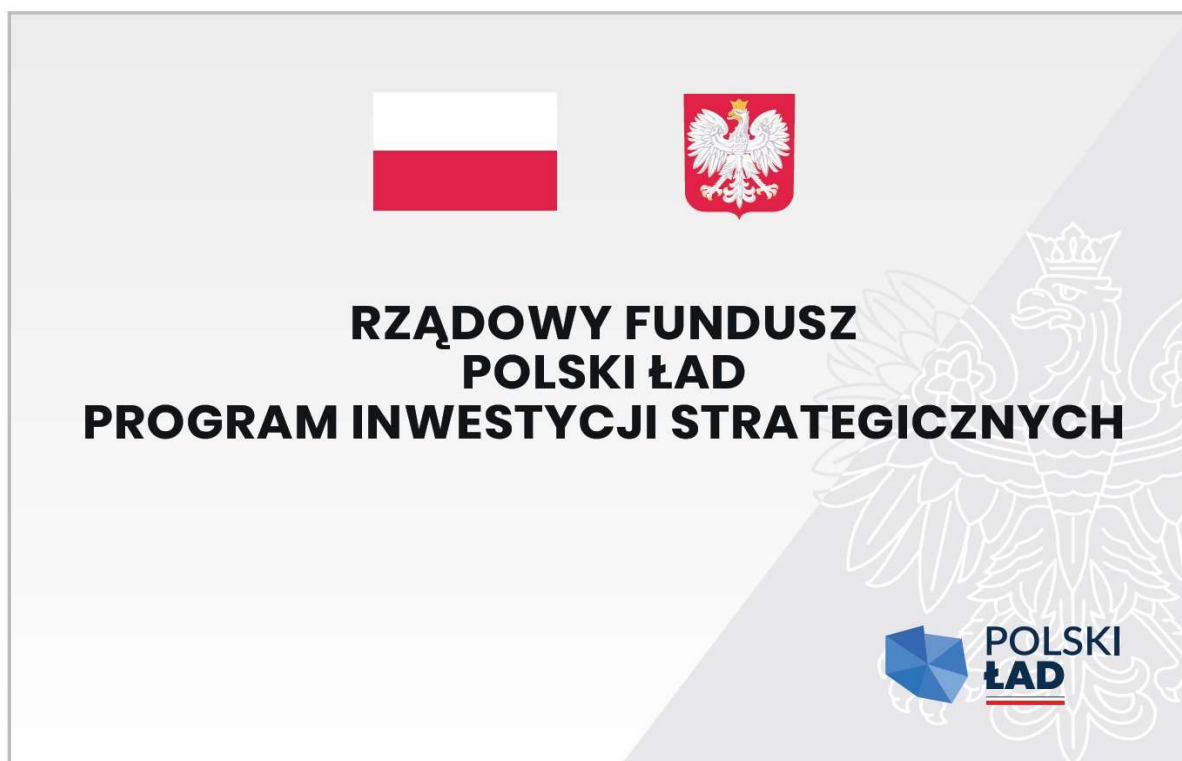 RZĄDOWY FUNDUSZ
POLSKI ŁAD
PROGRAM INWESTYCJI STRATEGICZNYCH
POLSKI
ŁAD